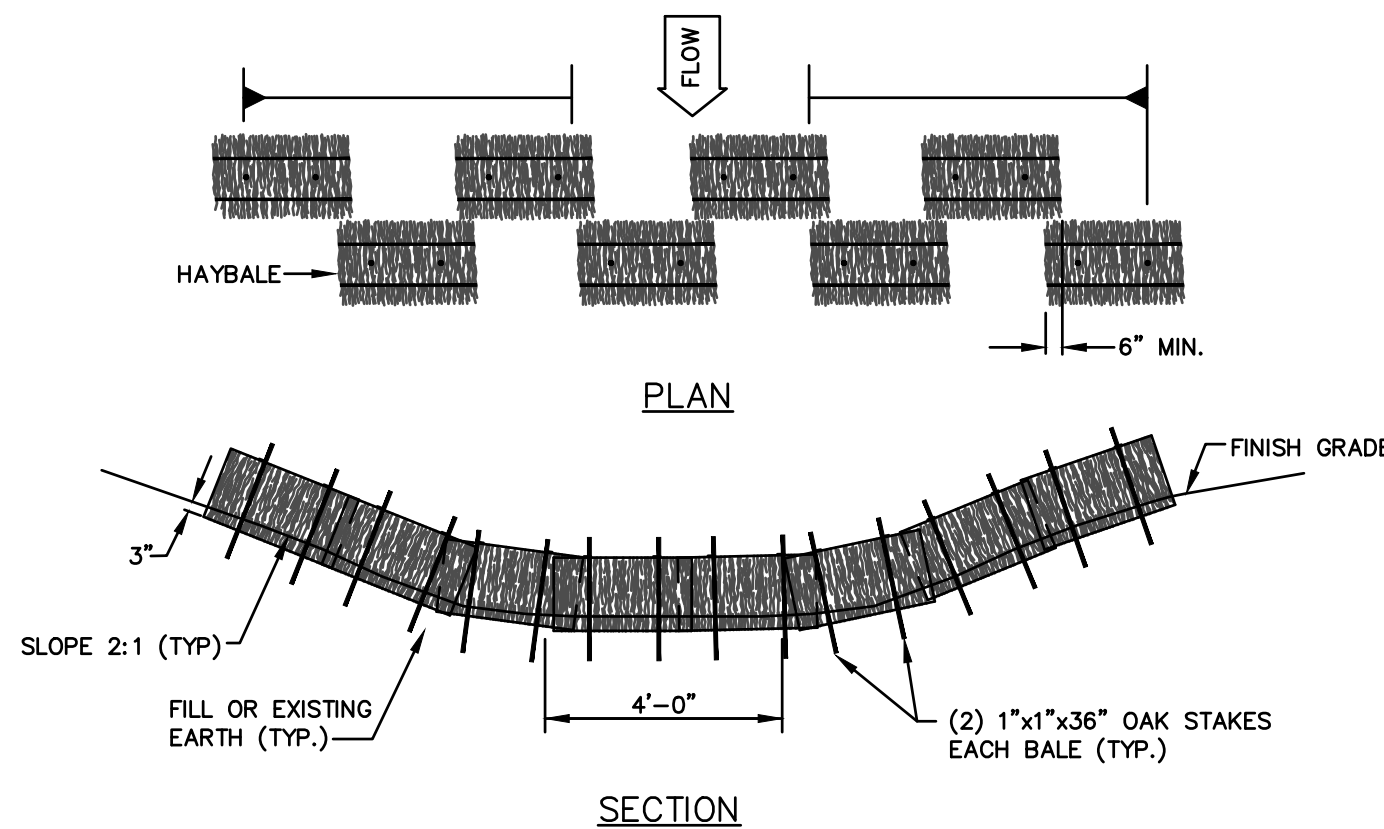 FLOW
HAYBALE
6” MIN.
PLAN
FINISH GRADE
3”
SLOPE 2:1 (TYP)
4’-0”
FILL OR EXISTING
EARTH (TYP.)
(2) 1”x1”x36” OAK STAKES
EACH BALE (TYP.)
SECTION